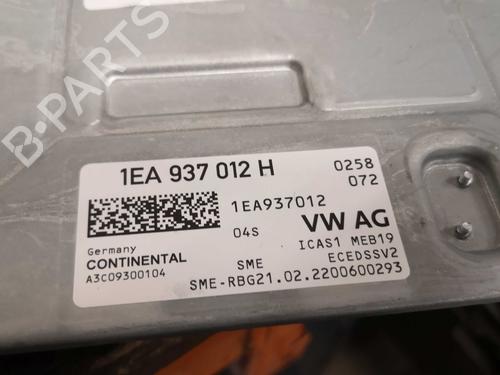 B-PARTS
1EA 937 012 H
0258
072
1EA937012
04S
VW AG
Germany
CONTINENTAL
A3C09300104
ICAS1 MEB19
SME
ECEDSSV2
SME-RBG21.02.2200600293